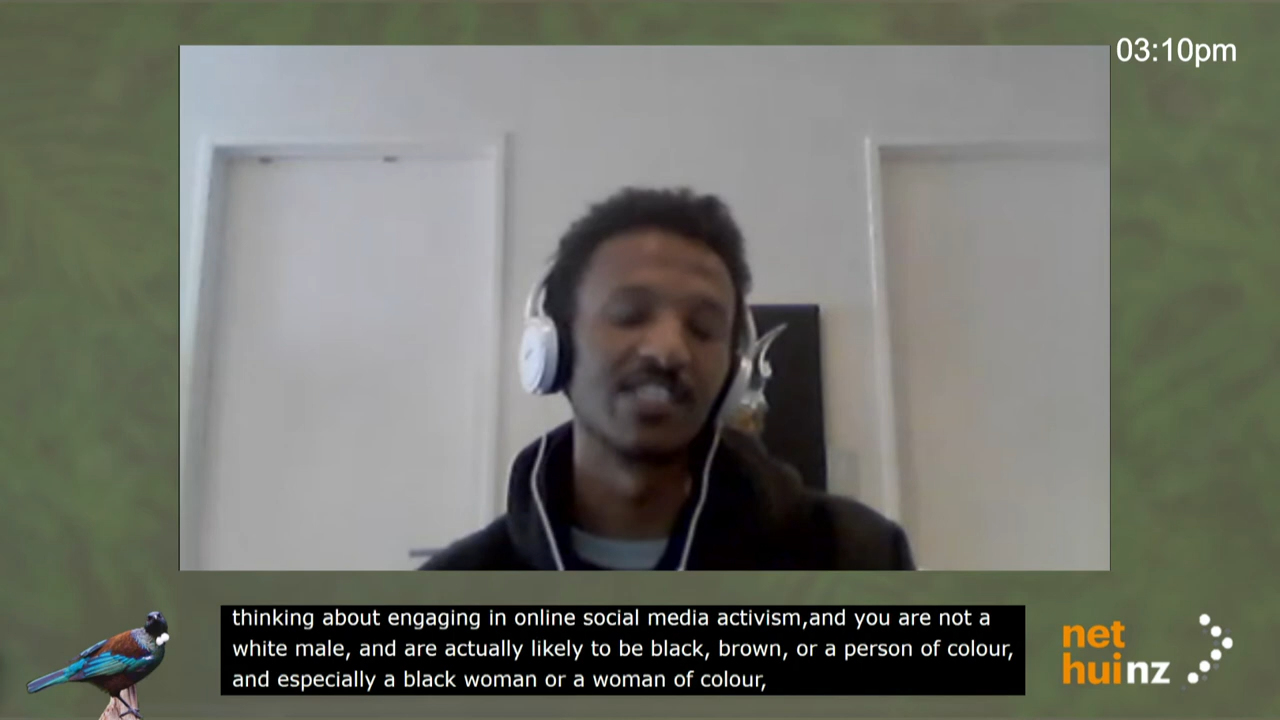 03:10pm
thinking about engaging in online social media activism,and you are not a
white male, and are actually likely to be black, brown, or a person of colour,
and especially a black woman or a woman of colour,
net
huinz